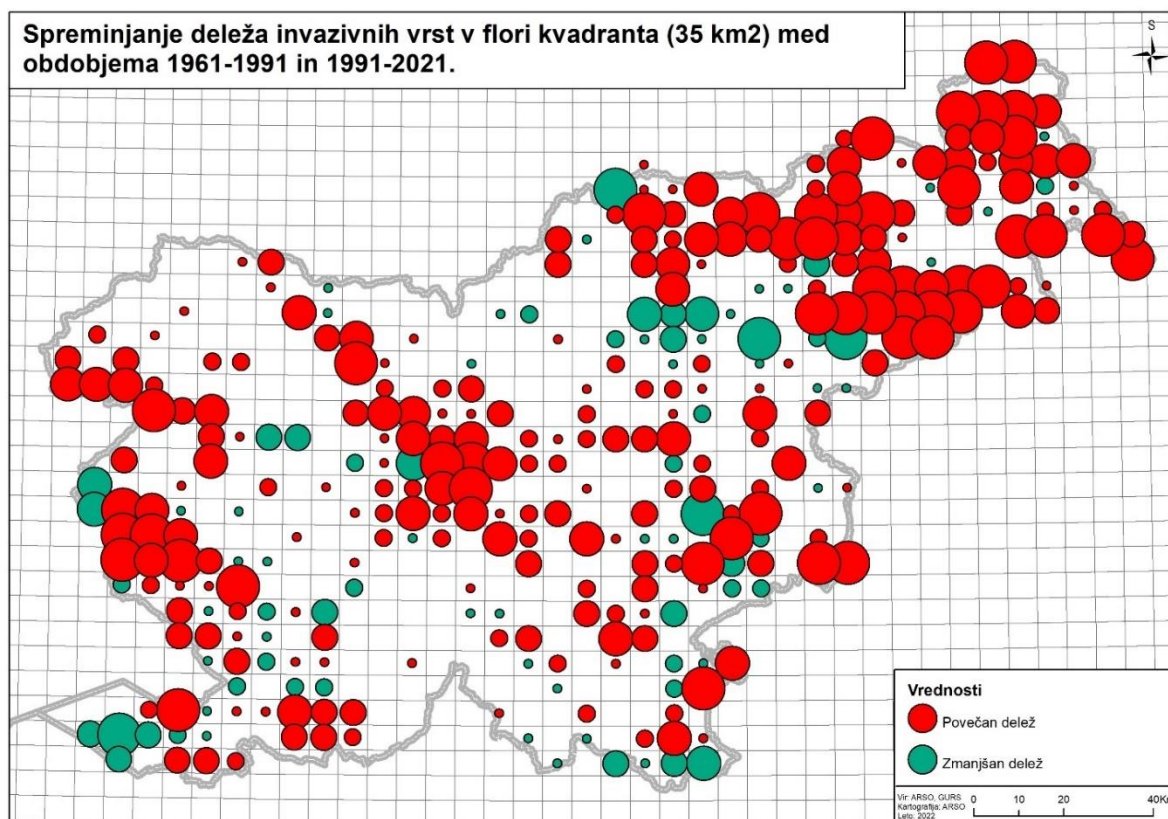 Spreminjanje deleža invazivnih vrst v flori kvadranta (35 km2) med
obdobjema 1961-1991 in 1991-2021.
S
Vrednosti
Povečan delež
Zmanjšan delež
Vir: ARSO, GURS
Kartografija: ARSO
Leto: 2022
0 10 20 40Km